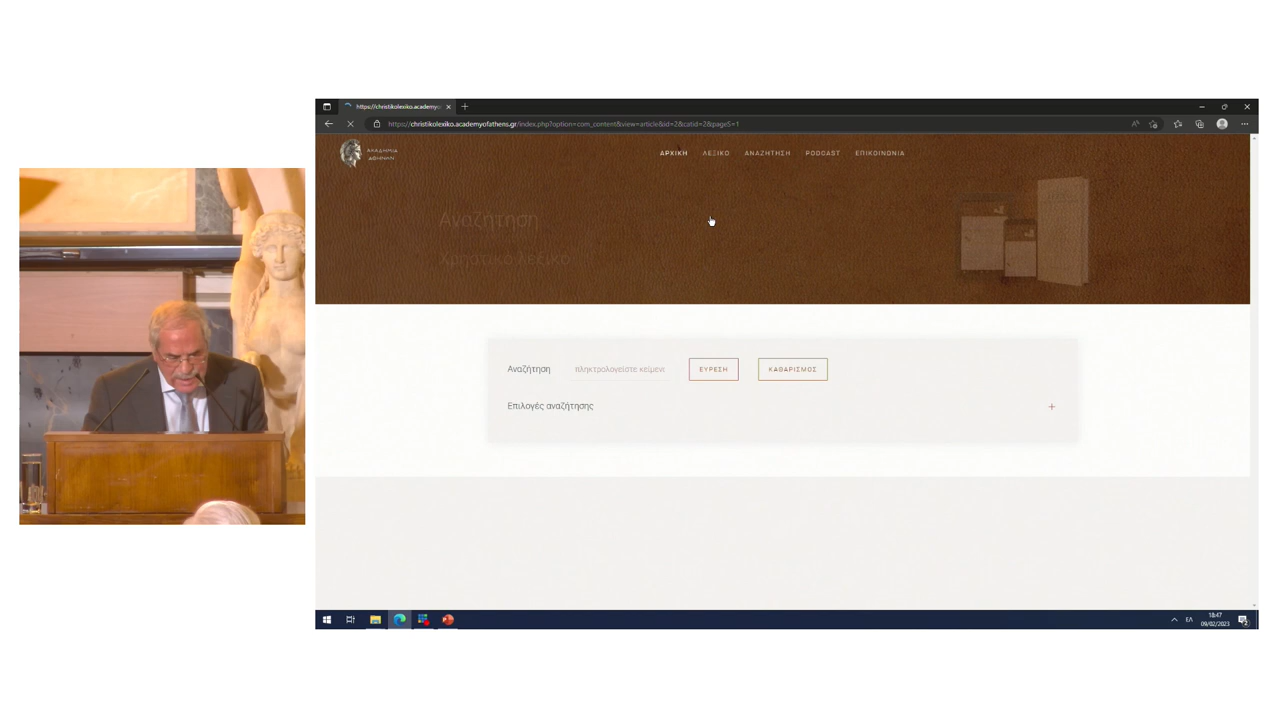 https://christikolexiko.academyo
https://christikolexiko.academyofathens.gr/index.php?option=com_content&view=article&id=2&catid=2&pageS=1
ΑΚΑΔΗΜΙΑ
ΑΘΗΝΩΝ
ΑΡΧΙΚΗ ΛΕΞΙΚΟ ΑΝΑΖΗΤΗΣΗ PODCAST ΕΠΙΚΟΙΝΩΝΙΑ
Αναζήτηση
Χρηστικό λεξικό
Αναζήτηση πληκτρολογείστε κείμενο ΕΥΡΕΣΗ ΚΑΘΑΡΙΣΜΟΣ
Επιλογές αναζήτησης
ΕΛ
18:47
09/02/2023